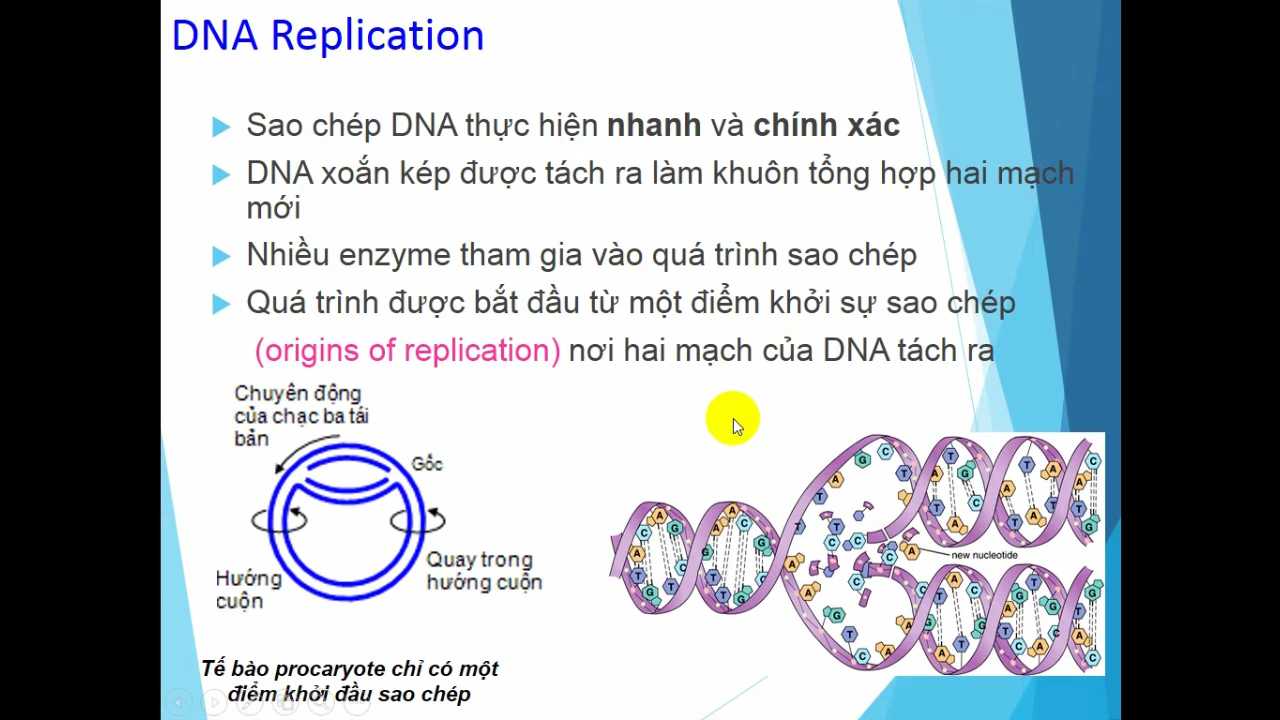 DNA Replication
Sao chép DNA thực hiện nhanh và chính xác
DNA xoắn kép được tách ra làm khuôn tổng hợp hai mạch
mới
Nhiều enzyme tham gia vào quá trình sao chép
Quá trình được bắt đầu từ một điểm khởi sự sao chép
(origins of replication) nơi hai mạch của DNA tách ra
Chuyên động
của chạc ba tái
bản
Gốc
Quay trong
hướng cuộn
Hướng
cuộn
new nucleotide
Tế bào procaryote chỉ có một
điểm khởi đầu sao chép